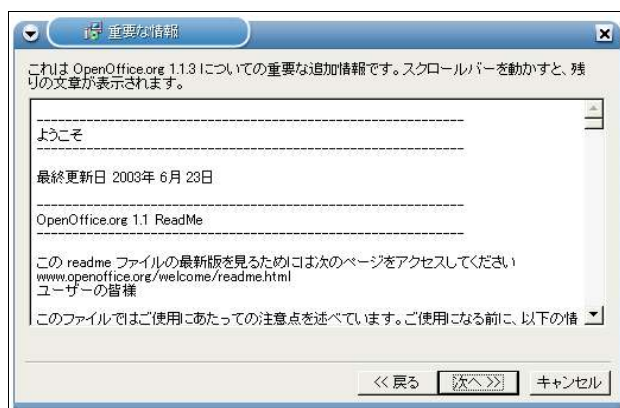 重要な情報
これは OpenOffice.org 1.1.3 についての重要な追加情報です。スクロールバーを動かすと、残
りの文章が表示されます。
------------------------------------------------------------
ようこそ
------------------------------------------------------------
最終更新日 2003年 6月 23日
------------------------------------------------------------
OpenOffice.org 1.1 ReadMe
------------------------------------------------------------
この readme ファイルの最新版を見るためには次のページをアクセスしてください
www.openoffice.org/welcome/readme.html
ユーザーの皆様
このファイルではご使用にあたっての注意点を述べています。ご使用になる前に、以下の情
<< 戻る 次へ >> キャンセル